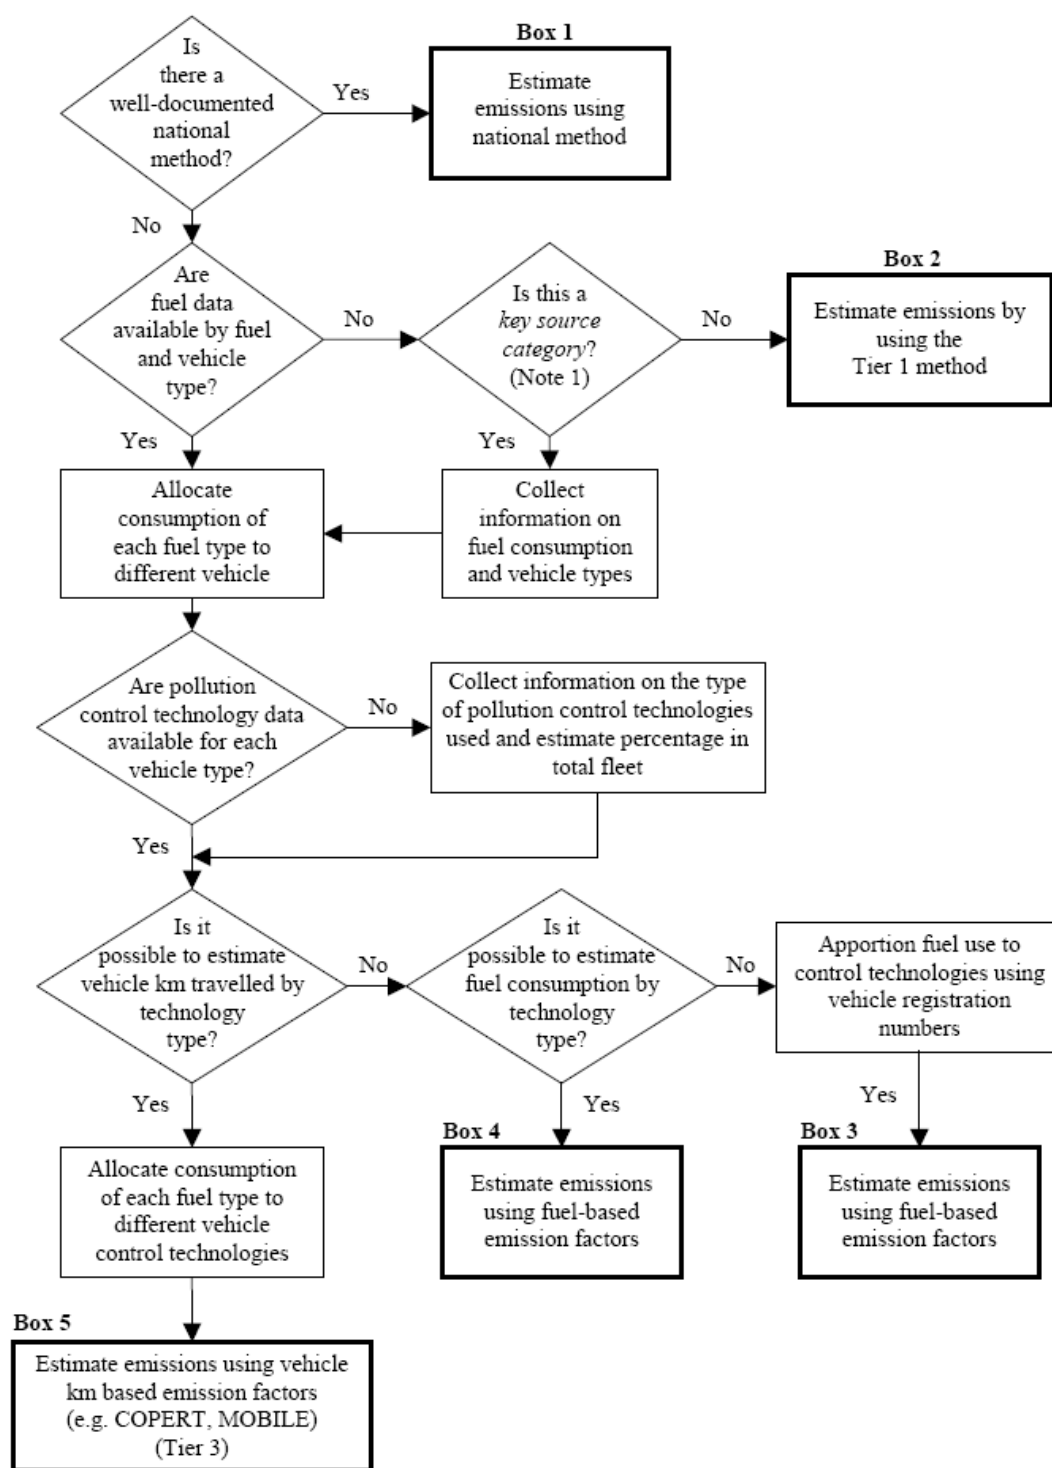 Box 1
Is
there a
well-documented
national
method?
Yes
Estimate
emissions using
national method
No
Box 2
Are
fuel data
available by fuel
and vehicle
type?
No
Is this a
key source
category?
(Note 1)
No
Estimate emissions by
using the
Tier 1 method
Yes
Yes
Allocate
consumption of
each fuel type to
different vehicle
Collect
information on
fuel consumption
and vehicle types
Are pollution
control technology data
available for each
vehicle type?
No
Collect information on the type
of pollution control technologies
used and estimate percentage in
total fleet
Yes
Is it
possible to estimate
vehicle km travelled by
technology
type?
No
Is it
possible to estimate
fuel consumption by
technology
type?
No
Apportion fuel use to
control technologies using
vehicle registration
numbers
Yes
Yes
Yes
Allocate consumption
of each fuel type to
different vehicle
control technologies
Box 4
Estimate emissions
using fuel-based
emission factors
Box 3
Estimate emissions
using fuel-based
emission factors
Box 5
Estimate emissions using vehicle
km based emission factors
(e.g. COPERT, MOBILE)
(Tier 3)